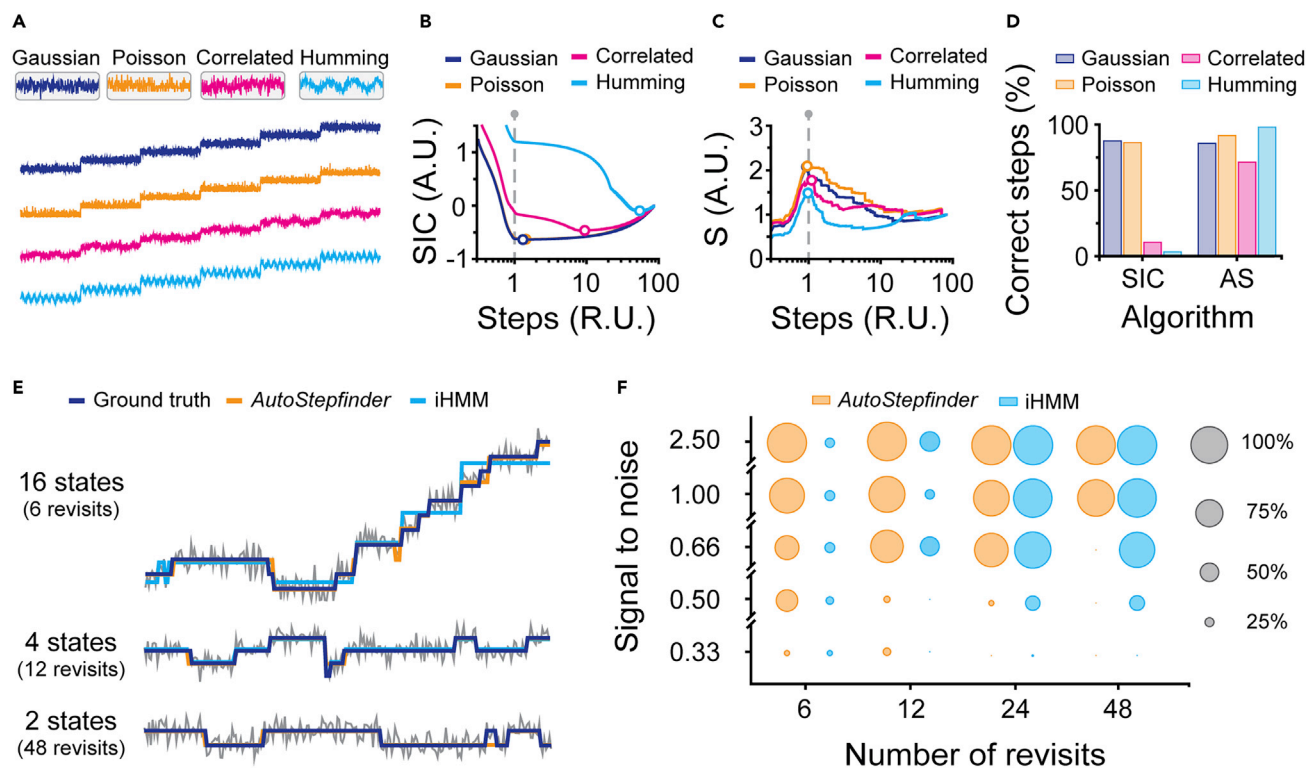 A
Gaussian Poisson Correlated Humming
B
Gaussian Correlated
Poisson Humming
SIC (A.U.)
1
0
-1
1 10 100
Steps (R.U.)
C
Gaussian Correlated
Poisson Humming
S (A.U.)
3
2
1
0
1 10 100
Steps (R.U.)
D
Gaussian Correlated
Poisson Humming
Correct steps (%)
100
50
0
SIC AS
Algorithm
E
Ground truth AutoStepfinder iHMM
16 states
(6 revisits)
4 states
(12 revisits)
2 states
(48 revisits)
F
AutoStepfinder iHMM
Signal to noise
2.50
1.00
0.66
0.50
0.33
6 12 24 48
Number of revisits
100%
75%
50%
25%